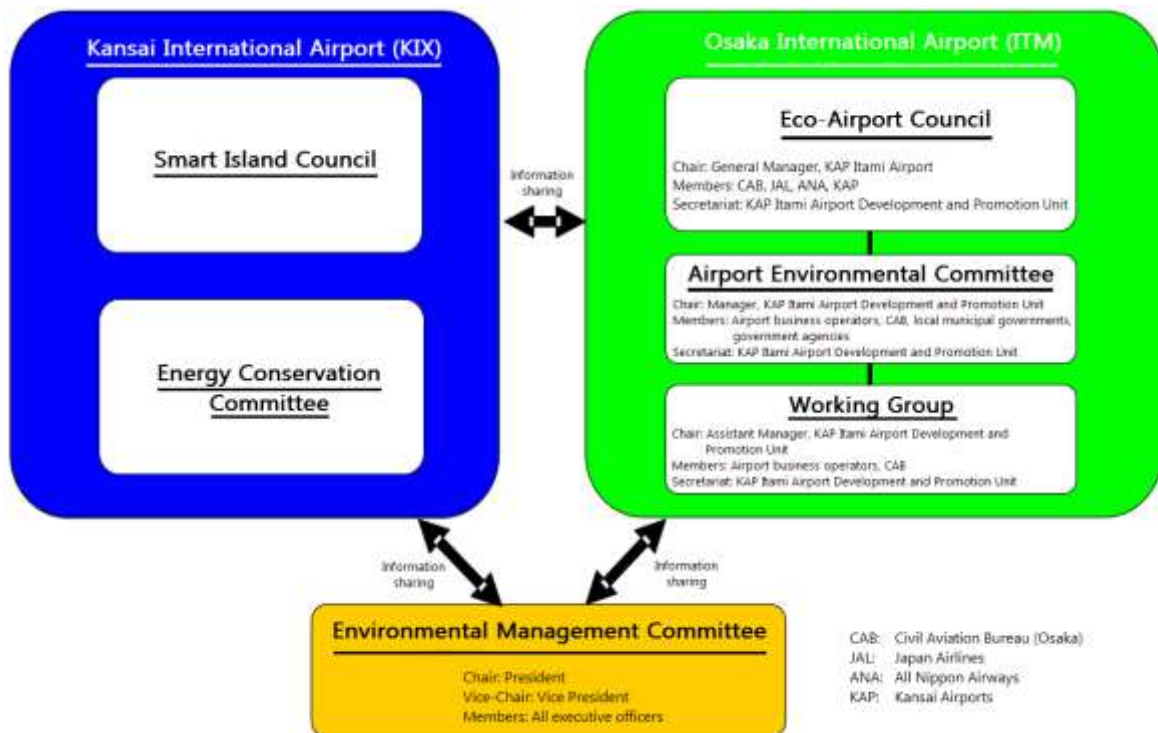 Kansai International Airport (KIX)
Smart Island Council
Energy Conservation
Committee
Information
sharing
Osaka International Airport (ITM)
Eco-Airport Council
Chair: General Manager, KAP Itami Airport
Members: CAB, JAL, ANA, KAP
Secretariat: KAP Itami Airport Development and Promotion Unit
Airport Environmental Committee
Chair: Manager, KAP Itami Airport Development and Promotion Unit
Members: Airport business operators, CAB, local municipal governments,
government agencies
Secretariat: KAP Itami Airport Development and Promotion Unit
Working Group
Chair: Assistant Manager, KAP Itami Airport Development and
Promotion Unit
Members: Airport business operators, CAB
Secretariat: KAP Itami Airport Development and Promotion Unit
Information
sharing
Information
sharing
Environmental Management Committee
Chair: President
Vice-Chair: Vice President
Members: All executive officers
CAB: Civil Aviation Bureau (Osaka)
JAL: Japan Airlines
ANA: All Nippon Airways
KAP: Kansai Airports